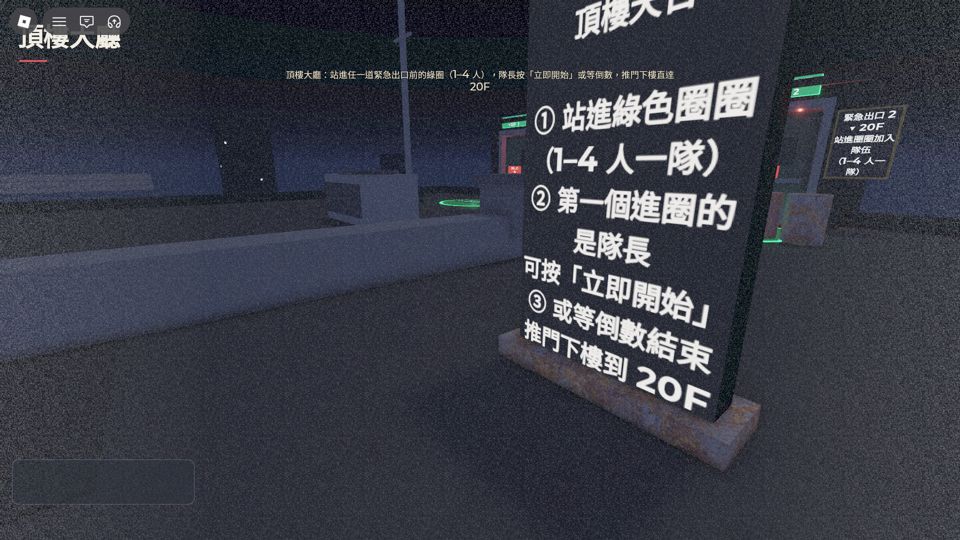 頂樓大廳
頂樓大廳：站進任一道緊急出口前的綠圈（1–4 人），隊長按「立即開始」或等倒數，推門下樓直達
20F
頂樓天台
① 站進綠色圈圈
（1–4 人一隊）
② 第一個進圈的
是隊長
可按「立即開始」
③ 或等倒數結束
推門下樓到 20F
2
緊急出口 2
▼ 20F
站進圈圈加入
隊伍
（1–4 人一
隊）